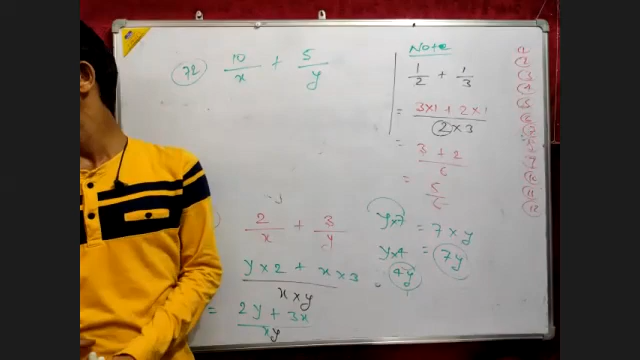 72 10/x + 5/y
2/x + 3/y
y×2 + x×3 / x×y
= 2y + 3x / xy
Note
1/2 + 1/3
= 3×1 + 2×1 / 2×3
= 3 + 2 / 6
= 5/6
y×7 = 7×y
= 7y
y×4
4y